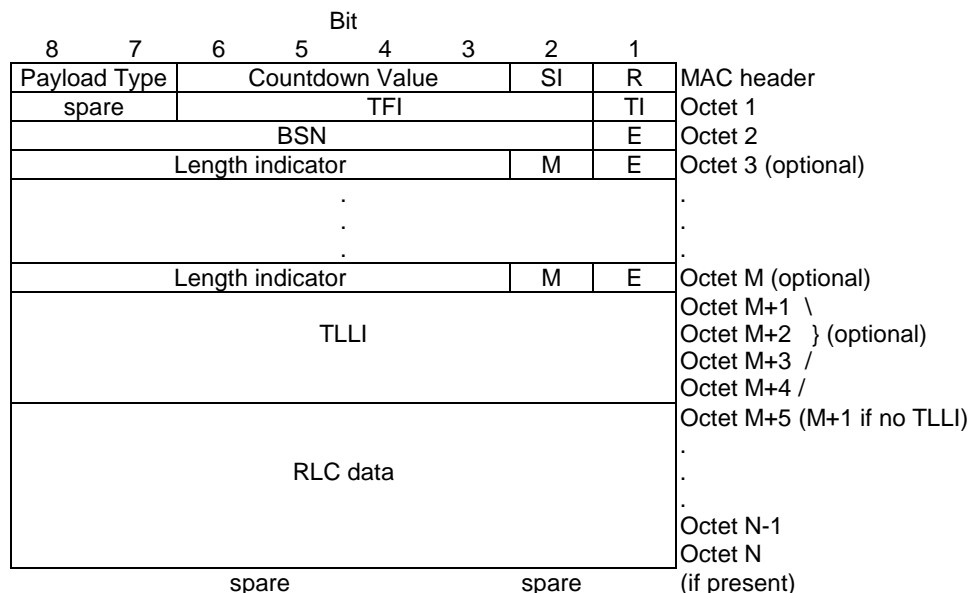 Bit
8 7 6 5 4 3 2 1
Payload Type Countdown Value SI R MAC header
spare TFI TI Octet 1
BSN E Octet 2
Length indicator M E Octet 3 (optional)
. .
. .
. .
Length indicator M E Octet M (optional)
Octet M+1 \
TLLI Octet M+2 } (optional)
Octet M+3 /
Octet M+4 /
Octet M+5 (M+1 if no TLLI)
.
RLC data .
.
Octet N-1
Octet N
spare spare (if present)